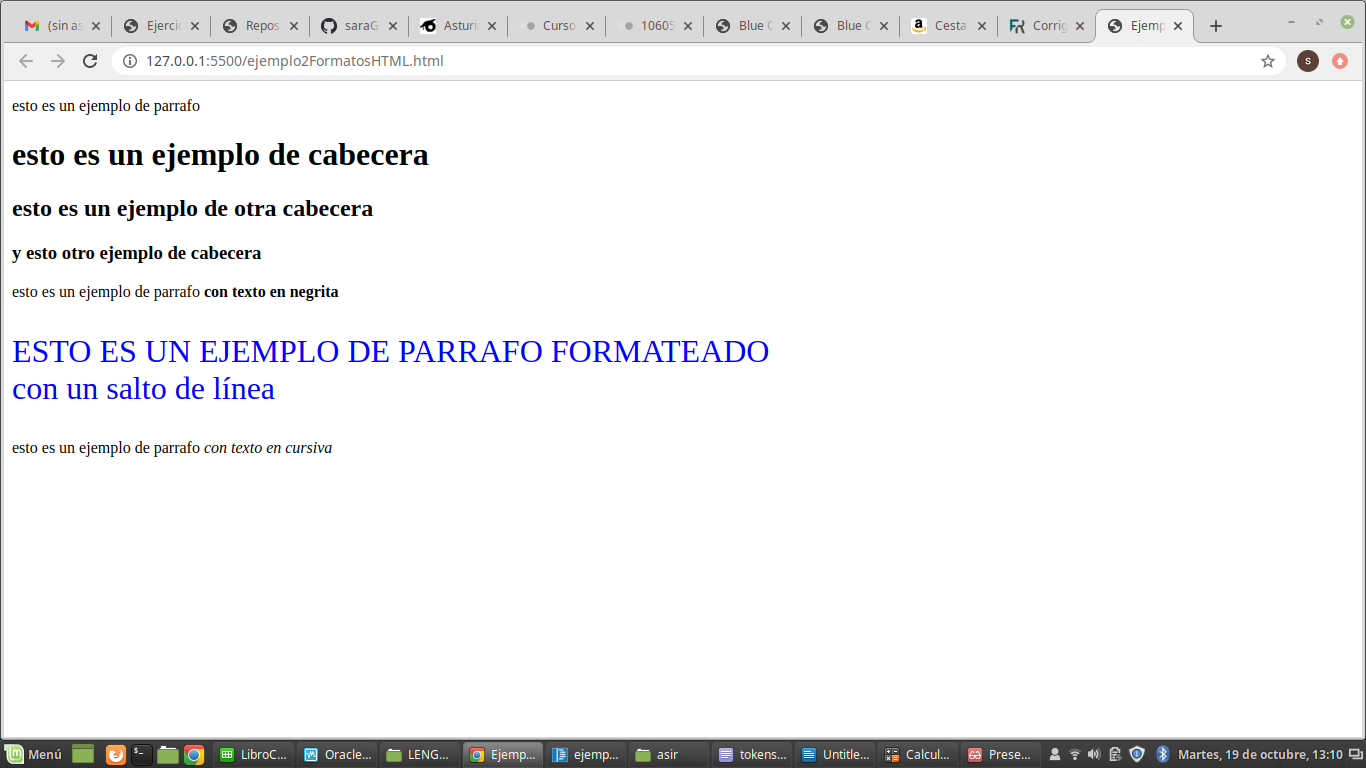 (sin as
Ejercic
Repos
saraG
Asturi
Curso
10605
Blue C
Blue C
Cesta
Corrig
Ejemp
127.0.0.1:5500/ejemplo2FormatosHTML.html
S
esto es un ejemplo de parrafo
esto es un ejemplo de cabecera
esto es un ejemplo de otra cabecera
y esto otro ejemplo de cabecera
esto es un ejemplo de parrafo con texto en negrita
ESTO ES UN EJEMPLO DE PARRAFO FORMATEADO
con un salto de línea
esto es un ejemplo de parrafo con texto en cursiva
Menú
LibroC...
Oracle...
LENG...
Ejemp...
ejemp...
asir
tokens...
Untitle...
Calcul...
Prese...
Martes, 19 de octubre, 13:10